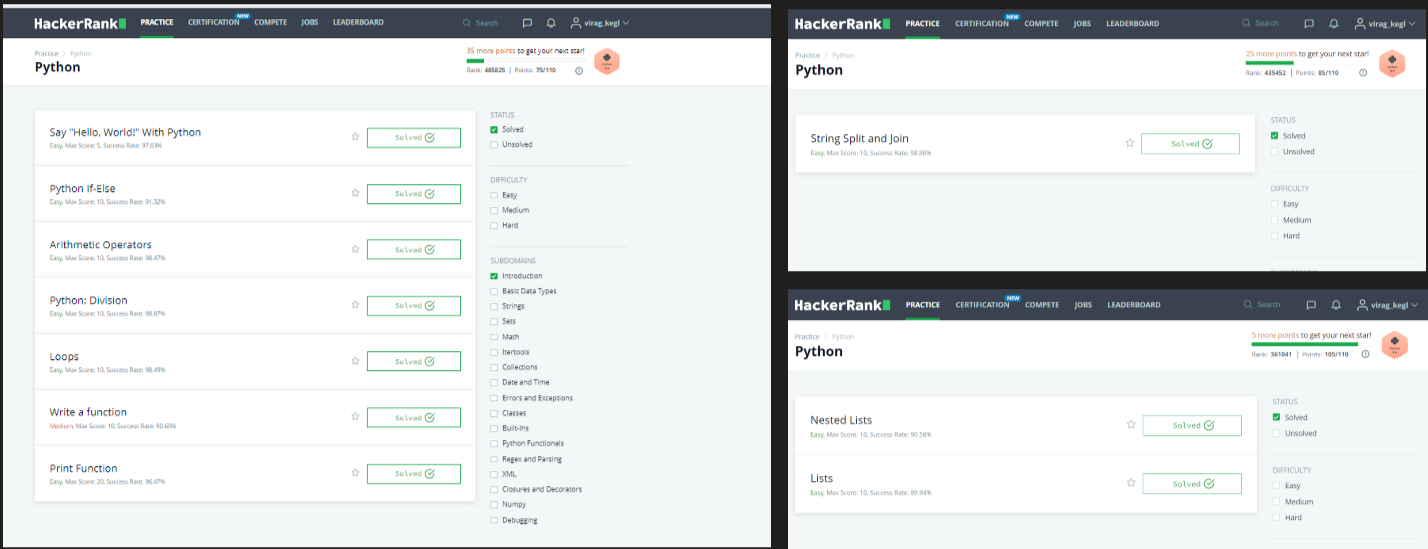 HackerRank PRACTICE CERTIFICATION NEW COMPETE JOBS LEADERBOARD Search virag_kegl
Practice > Python
Python
35 more points to get your next star!
Rank: 485825 | Points: 75/110
Say "Hello, World!" With Python
Easy, Max Score: 5, Success Rate: 97.63%
Solved
Python If-Else
Easy, Max Score: 10, Success Rate: 91.32%
Solved
Arithmetic Operators
Easy, Max Score: 10, Success Rate: 98.47%
Solved
Python: Division
Easy, Max Score: 10, Success Rate: 98.87%
Solved
Loops
Easy, Max Score: 10, Success Rate: 98.49%
Solved
Write a function
Medium, Max Score: 10, Success Rate: 90.60%
Solved
Print Function
Easy, Max Score: 20, Success Rate: 96.47%
Solved
STATUS
Solved
Unsolved
DIFFICULTY
Easy
Medium
Hard
SUBDOMAINS
Introduction
Basic Data Types
Strings
Sets
Math
Itertools
Collections
Date and Time
Errors and Exceptions
Classes
Built-Ins
Python Functionals
Regex and Parsing
XML
Closures and Decorators
Numpy
Debugging
HackerRank PRACTICE CERTIFICATION NEW COMPETE JOBS LEADERBOARD Search virag_kegl
Practice > Python
Python
25 more points to get your next star!
Rank: 435452 | Points: 85/110
String Split and Join
Easy, Max Score: 10, Success Rate: 98.88%
Solved
STATUS
Solved
Unsolved
DIFFICULTY
Easy
Medium
Hard
HackerRank PRACTICE CERTIFICATION NEW COMPETE JOBS LEADERBOARD Search virag_kegl
Practice > Python
Python
5 more points to get your next star!
Rank: 361041 | Points: 105/110
Nested Lists
Easy, Max Score: 10, Success Rate: 90.58%
Solved
Lists
Easy, Max Score: 10, Success Rate: 89.94%
Solved
STATUS
Solved
Unsolved
DIFFICULTY
Easy
Medium
Hard